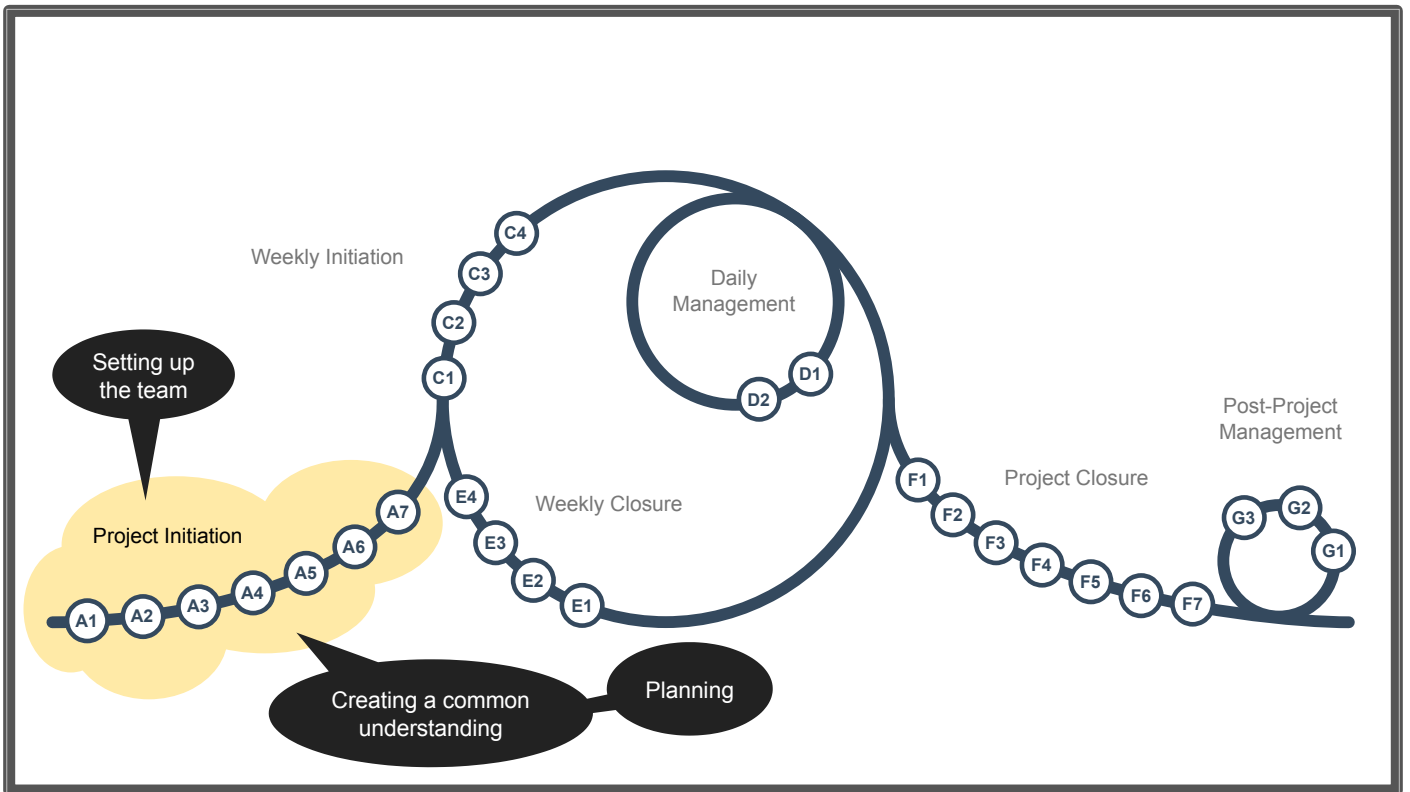 Setting up
the team
Project Initiation
A1
A2
A3
A4
A5
A6
A7
Creating a common
understanding
Planning
Weekly Initiation
C1
C2
C3
C4
Daily
Management
D1
D2
Weekly Closure
E1
E2
E3
E4
Project Closure
F1
F2
F3
F4
F5
F6
F7
Post-Project
Management
G1
G2
G3